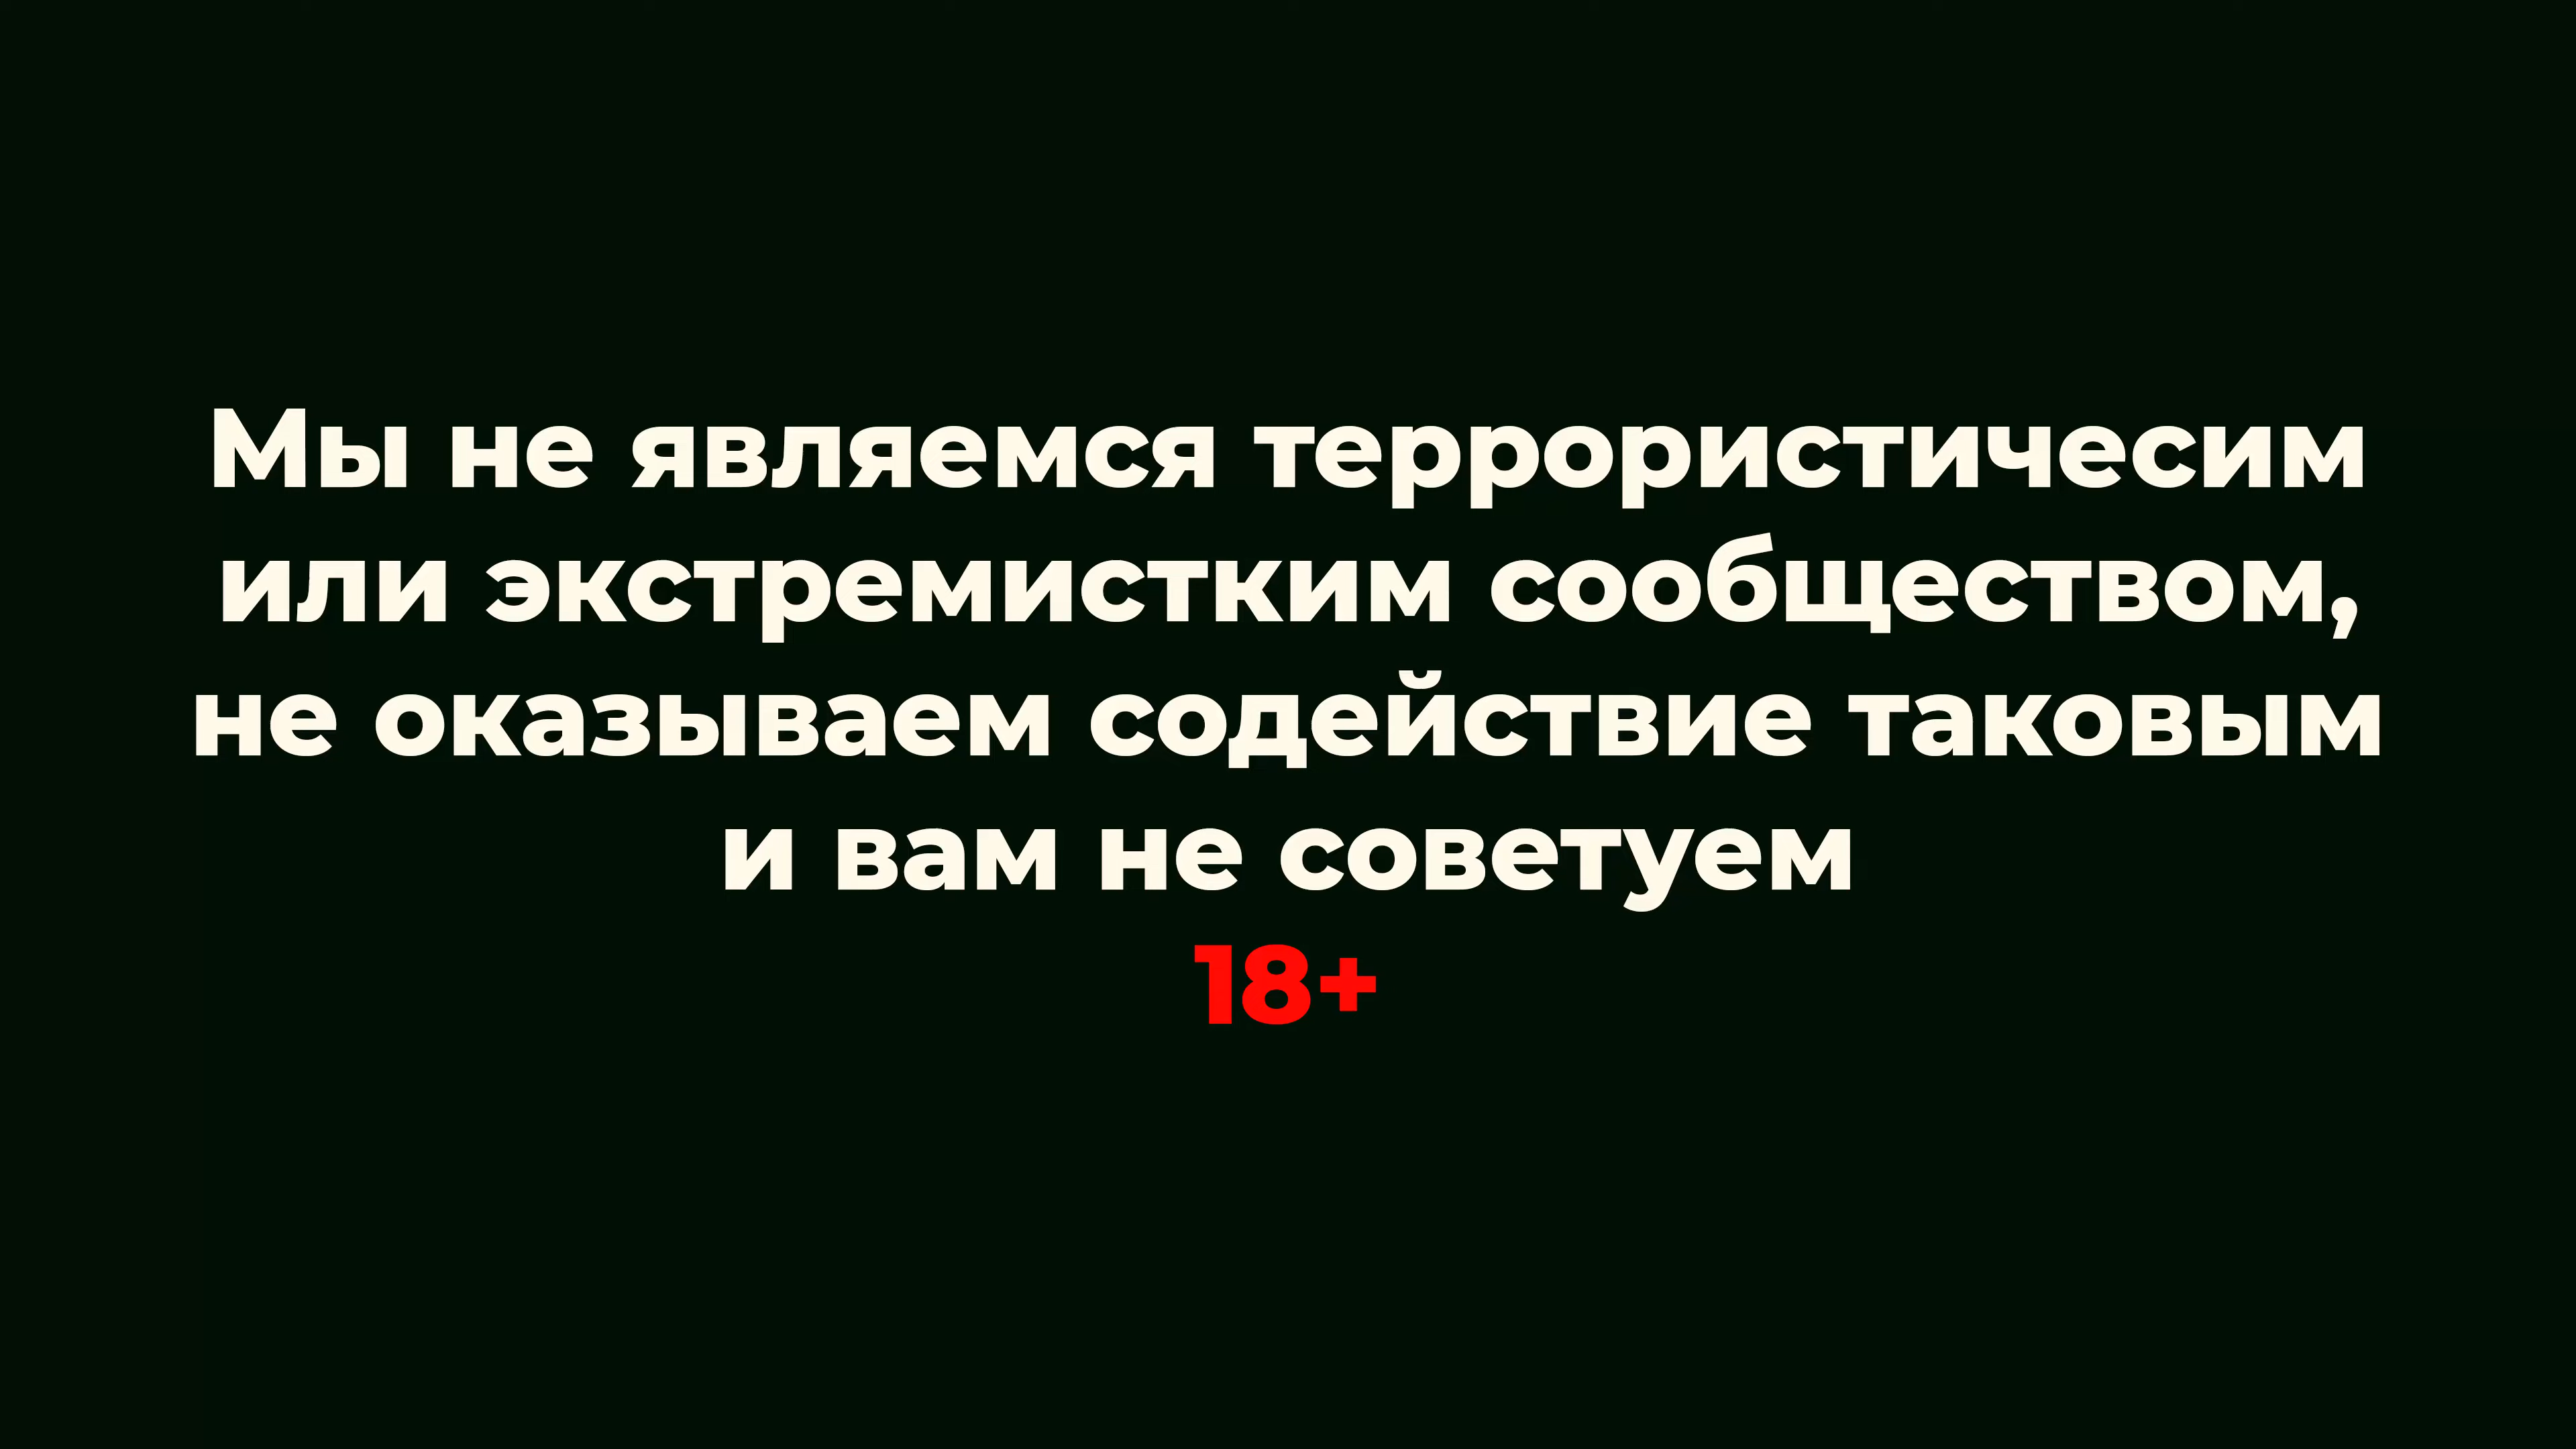 Мы не являемся террористичесим
или экстремистким сообществом,
не оказываем содействие таковым
и вам не советуем
18+